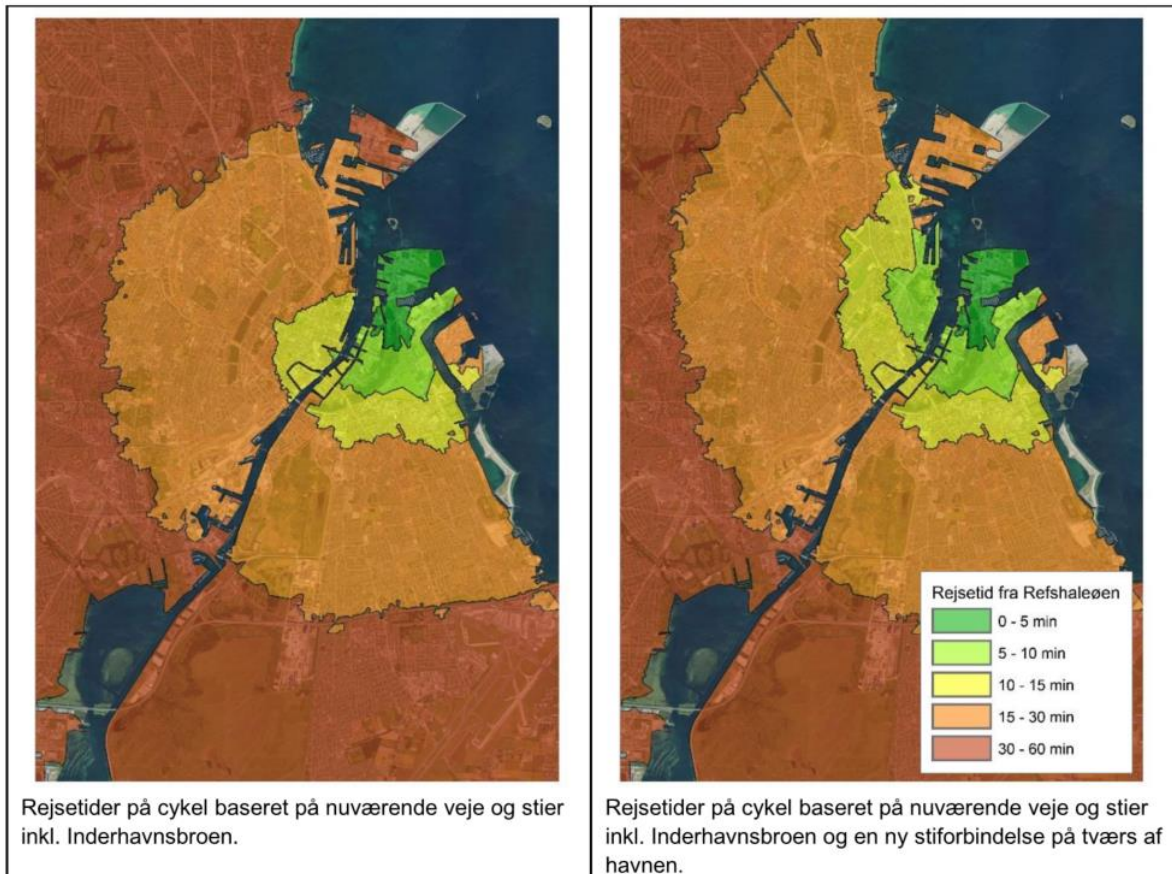 Rejsetid fra Refshaleøen
0 - 5 min
5 - 10 min
10 - 15 min
15 - 30 min
30 - 60 min
Rejsetider på cykel baseret på nuværende veje og stier
inkl. Inderhavnsbroen.
Rejsetider på cykel baseret på nuværende veje og stier
inkl. Inderhavnsbroen og en ny stiforbindelse på tværs af
havnen.